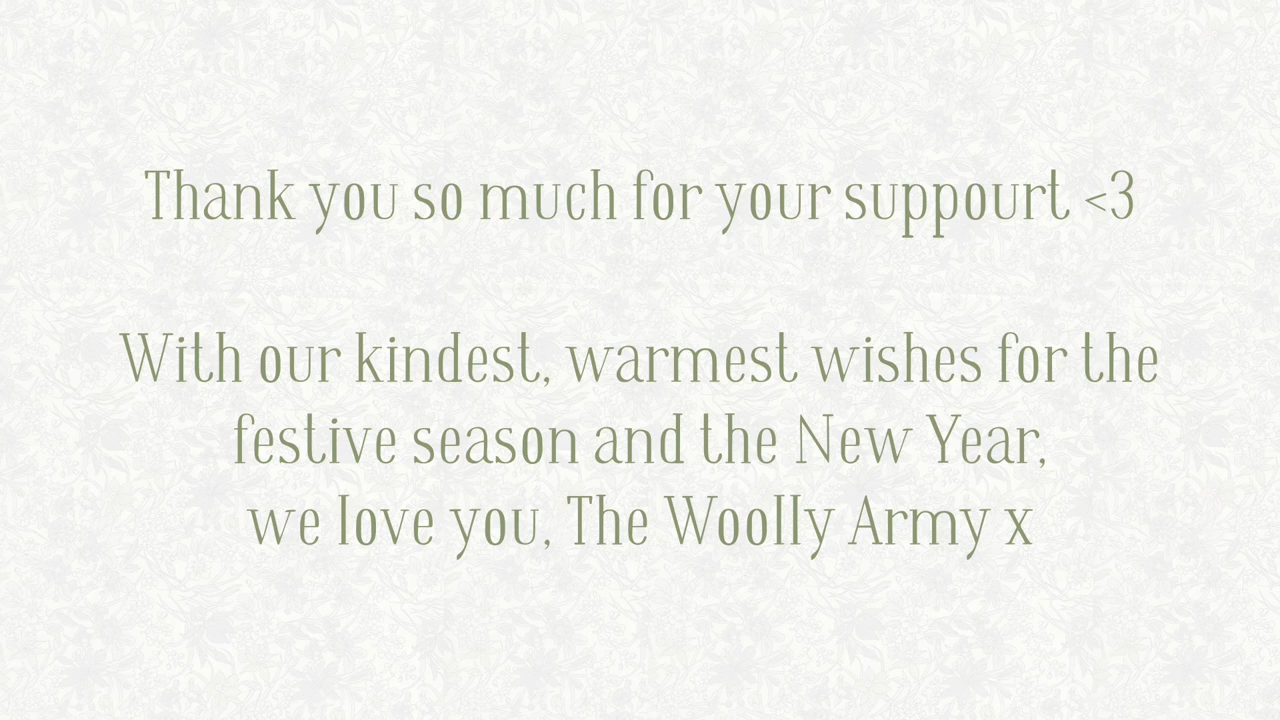 Thank you so much for your suppourt <3
With our kindest, warmest wishes for the
festive season and the New Year,
we love you, The Woolly Army x